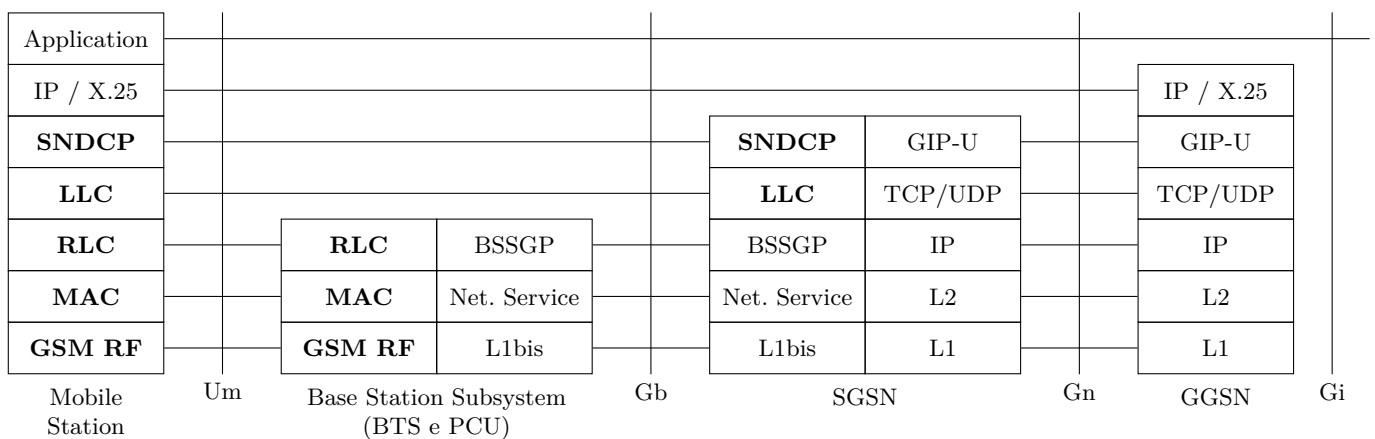 Application
IP / X.25 IP / X.25
SNDCP SNDCP GIP-U GIP-U
LLC LLC TCP/UDP TCP/UDP
RLC RLC BSSGP BSSGP IP IP
MAC MAC Net. Service Net. Service L2 L2
GSM RF GSM RF L1bis L1bis L1 L1
Mobile Um Base Station Subsystem Gb SGSN Gn GGSN Gi
Station (BTS e PCU)